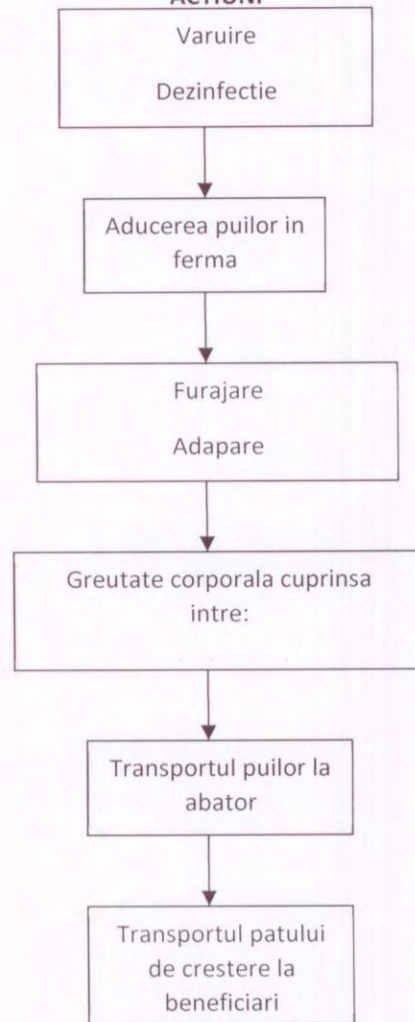 ACTIUNI
Varuire
Dezinfectie
Aducerea puilor in
ferma
Furajare
Adapare
Greutate corporala cuprinsa
intre:
Transportul puilor la
abator
Transportul patului
de crestere la
beneficiari